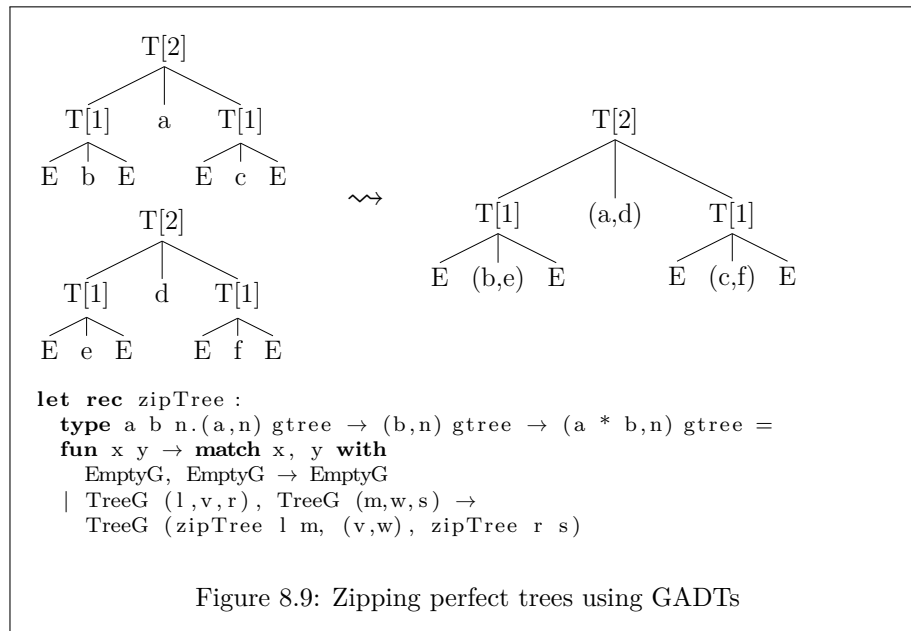 T[2]
T[1] a T[1]
E b E E c E
T[2]
T[1] d T[1]
E e E E f E
⇝
T[2]
T[1] (a,d) T[1]
E (b,e) E E (c,f) E
let rec zipTree :
type a b n.(a,n) gtree → (b,n) gtree → (a * b,n) gtree =
fun x y → match x, y with
EmptyG, EmptyG → EmptyG
| TreeG (l,v,r), TreeG (m,w,s) →
TreeG (zipTree l m, (v,w), zipTree r s)
Figure 8.9: Zipping perfect trees using GADTs